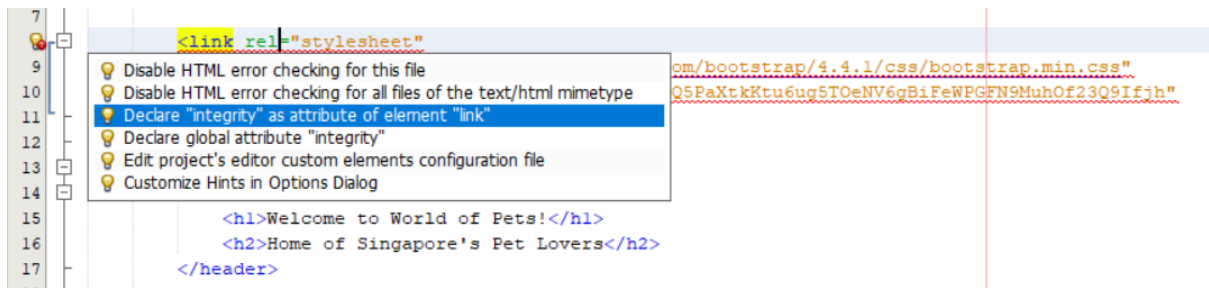 7
<link rel="stylesheet"
Disable HTML error checking for this file
9 om/bootstrap/4.4.1/css/bootstrap.min.css"
10 Disable HTML error checking for all files of the text/html mimetype Q5PaXtkKtu6ug5TOeNV6gBiFeWPGFN9MuhOf23Q9Ifjh"
11 Declare "integrity" as attribute of element "link"
12 Declare global attribute "integrity"
13 Edit project's editor custom elements configuration file
14 Customize Hints in Options Dialog
15 <h1>Welcome to World of Pets!</h1>
16 <h2>Home of Singapore's Pet Lovers</h2>
17 </header>